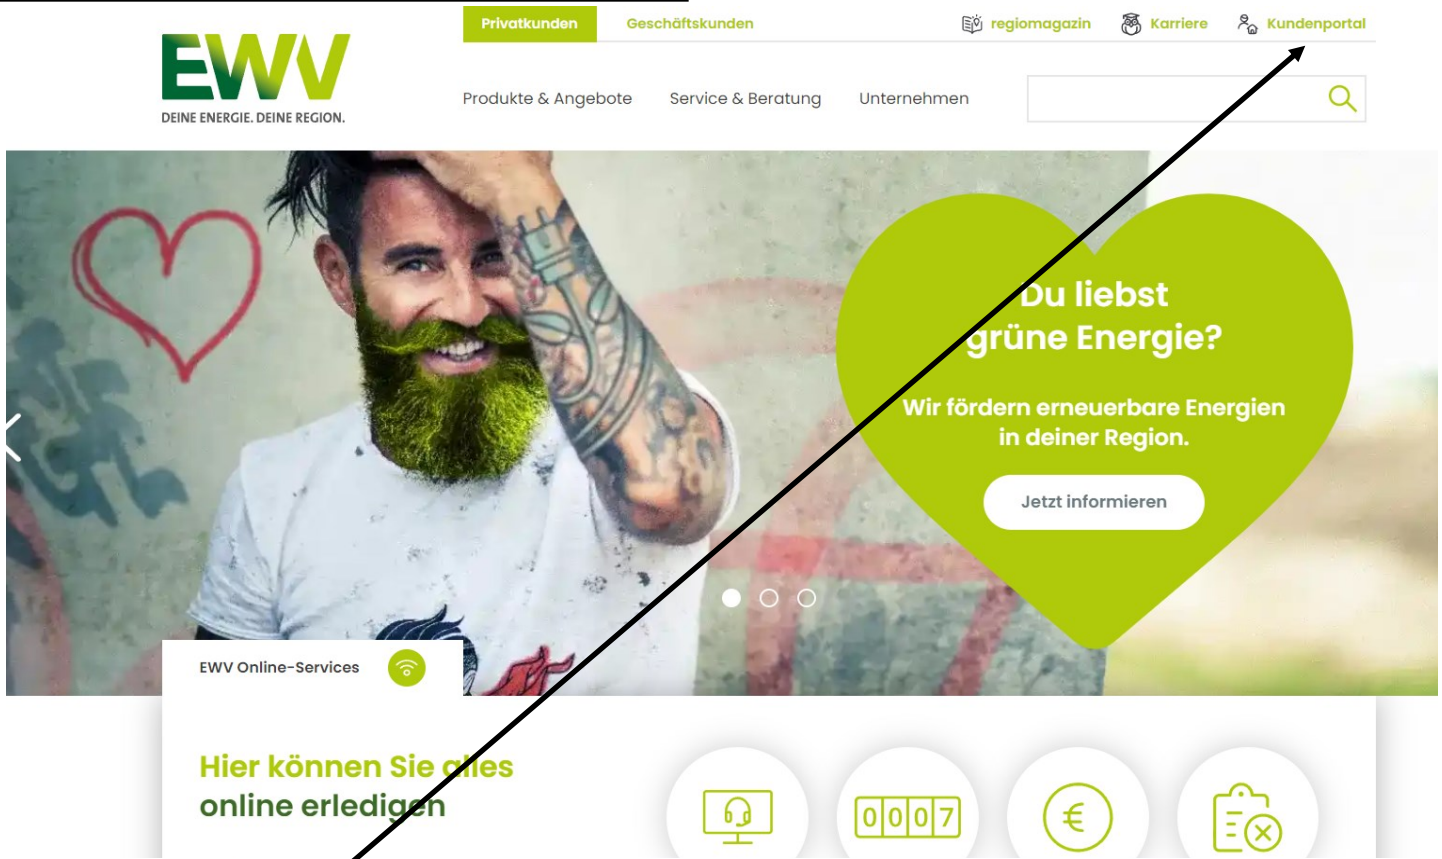 Privatkunden
Geschäftskunden
regiomagazin
Karriere
Kundenportal
EWV
DEINE ENERGIE. DEINE REGION.
Produkte & Angebote
Service & Beratung
Unternehmen
Du liebst
grüne Energie?
Wir fördern erneuerbare Energien
in deiner Region.
Jetzt informieren
EWV Online-Services
Hier können Sie alles
online erledigen
0007
€